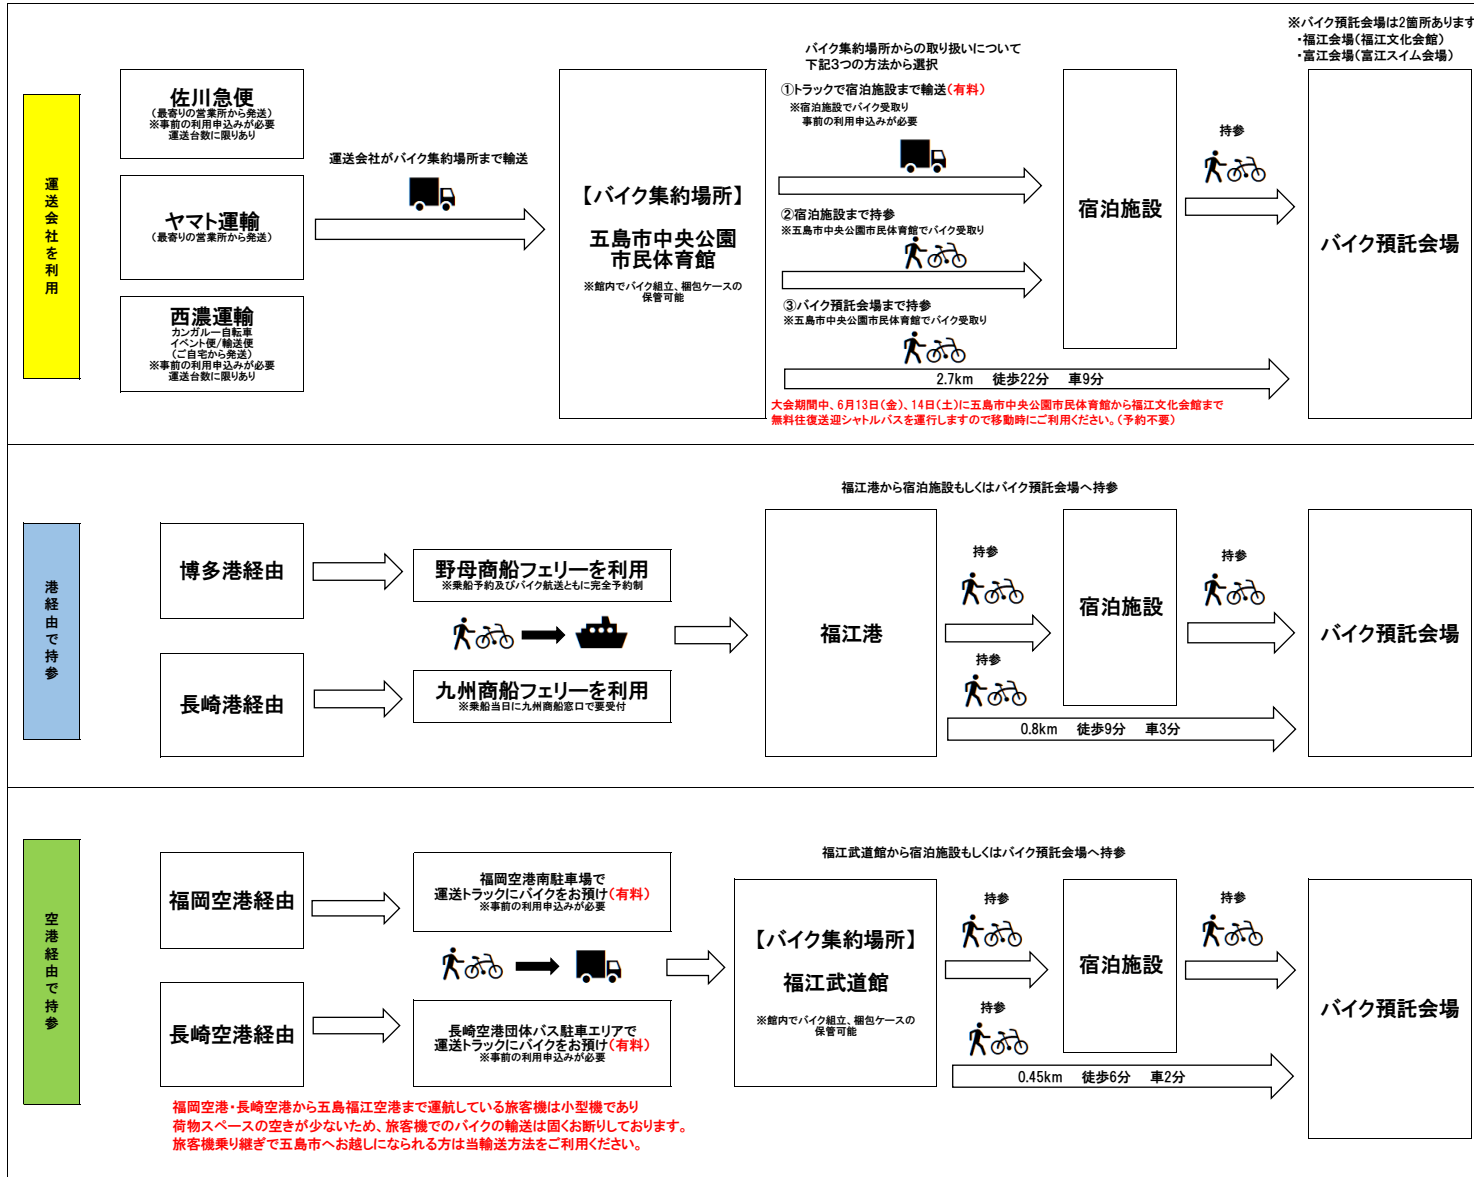 ※バイク預託会場は2箇所あります
・福江会場(福江文化会館)
・富江会場(富江スイム会場)
運送会社を利用
佐川急便
(最寄りの営業所から発送)
※事前の利用申込みが必要
運送台数に限りあり
ヤマト運輸
(最寄りの営業所から発送)
西濃運輸
カンガルー自転車
イベント便/輸送便
(ご自宅から発送)
※事前の利用申込みが必要
運送台数に限りあり
運送会社がバイク集約場所まで輸送
【バイク集約場所】
五島市中央公園
市民体育館
※館内でバイク組立、梱包ケースの
保管可能
バイク集約場所からの取り扱いについて
下記3つの方法から選択
①トラックで宿泊施設まで輸送(有料)
※宿泊施設でバイク受取り
事前の利用申込みが必要
②宿泊施設まで持参
※五島市中央公園市民体育館でバイク受取り
③バイク預託会場まで持参
※五島市中央公園市民体育館でバイク受取り
2.7km 徒歩22分 車9分
大会期間中、6月13日(金)、14日(土)に五島市中央公園市民体育館から福江文化会館まで
無料往復送迎シャトルバスを運行しますので移動時にご利用ください。(予約不要)
宿泊施設
持参
バイク預託会場
港経由で持参
博多港経由
長崎港経由
野母商船フェリーを利用
※乗船予約及びバイク航送ともに完全予約制
九州商船フェリーを利用
※乗船当日に九州商船窓口で要受付
福江港から宿泊施設もしくはバイク預託会場へ持参
福江港
持参
持参
0.8km 徒歩9分 車3分
宿泊施設
持参
バイク預託会場
空港経由で持参
福岡空港経由
長崎空港経由
福岡空港南駐車場で
運送トラックにバイクをお預け(有料)
※事前の利用申込みが必要
長崎空港団体バス駐車エリアで
運送トラックにバイクをお預け(有料)
※事前の利用申込みが必要
福江武道館から宿泊施設もしくはバイク預託会場へ持参
【バイク集約場所】
福江武道館
※館内でバイク組立、梱包ケースの
保管可能
持参
持参
0.45km 徒歩6分 車2分
宿泊施設
持参
バイク預託会場
福岡空港・長崎空港から五島福江空港まで運航している旅客機は小型機であり
荷物スペースの空きが少ないため、旅客機でのバイクの輸送は固くお断りしております。
旅客機乗り継ぎで五島市へお越しになられる方は当輸送方法をご利用ください。